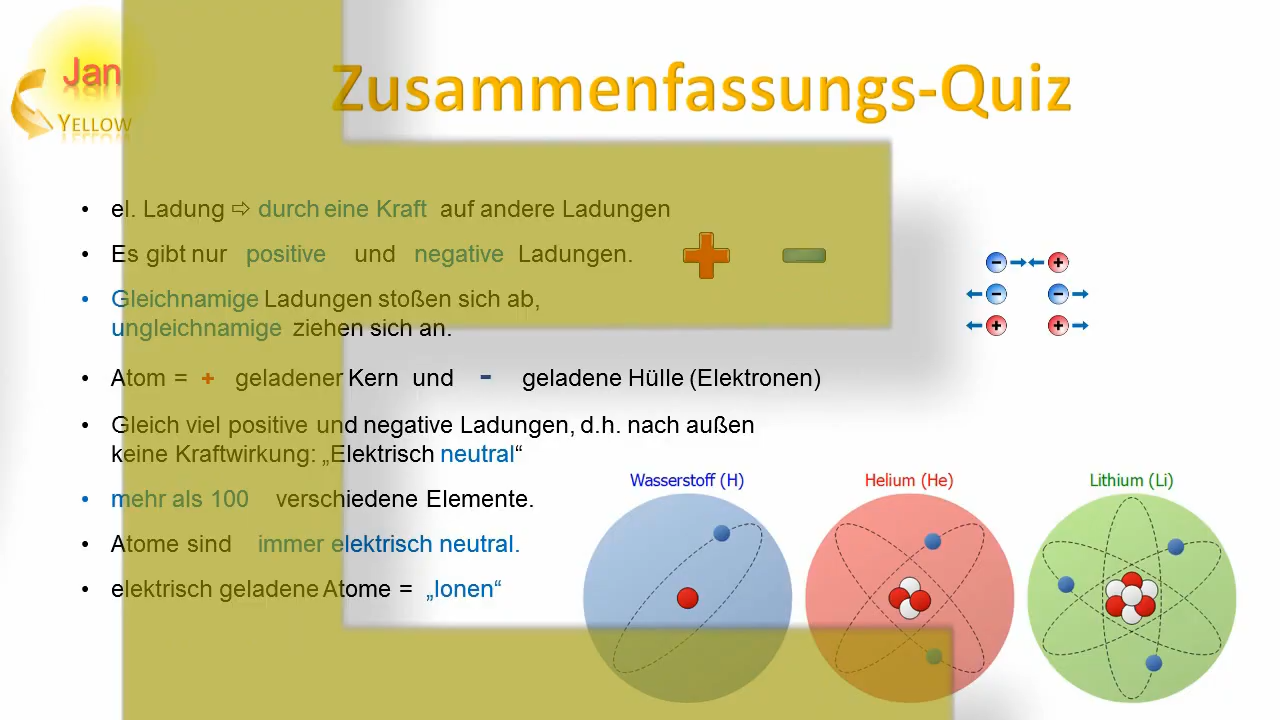 Jan
YELLOW
Zusammenfassungs-Quiz
• el. Ladung ⇨ durch eine Kraft auf andere Ladungen
• Es gibt nur positive und negative Ladungen. + −
• Gleichnamige Ladungen stoßen sich ab,
ungleichnamige ziehen sich an.
• Atom = + geladener Kern und - geladene Hülle (Elektronen)
• Gleich viel positive und negative Ladungen, d.h. nach außen
keine Kraftwirkung: „Elektrisch neutral“
• mehr als 100 verschiedene Elemente.
• Atome sind immer elektrisch neutral.
• elektrisch geladene Atome = „Ionen“
− +
− −
+ +
Wasserstoff (H) Helium (He) Lithium (Li)